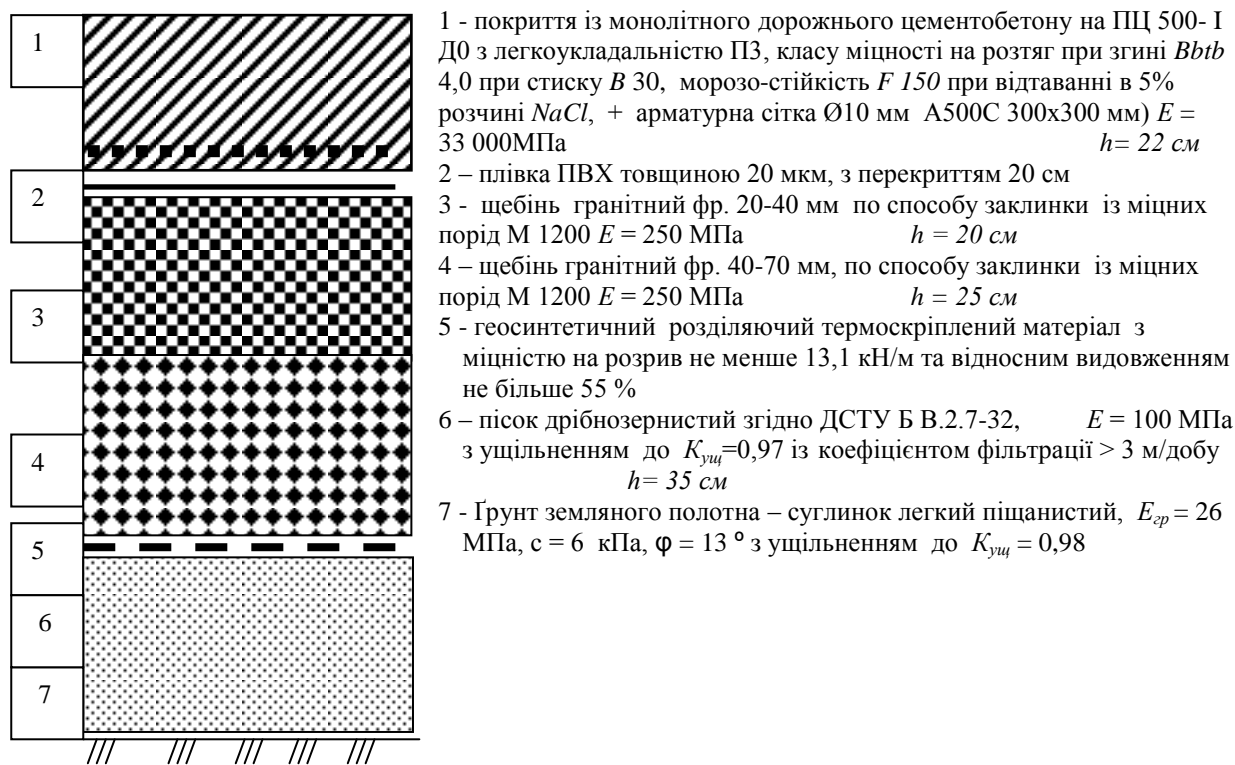 1
2
3
4
5
6
7
1 - покриття із монолітного дорожнього цементобетону на ПЦ 500- І
Д0 з легкоукладальністю П3, класу міцності на розтяг при згині Bbtb
4,0 при стиску В 30, морозо-стійкість F 150 при відтаванні в 5%
розчині NaCl, + арматурна сітка Ø10 мм А500С 300х300 мм) E =
33 000МПа h= 22 см
2 – плівка ПВХ товщиною 20 мкм, з перекриттям 20 см
3 - щебінь гранітний фр. 20-40 мм по способу заклинки із міцних
порід М 1200 E = 250 МПа h = 20 см
4 – щебінь гранітний фр. 40-70 мм, по способу заклинки із міцних
порід М 1200 E = 250 МПа h = 25 см
5 - геосинтетичний розділяючий термоскріплений матеріал з
міцністю на розрив не менше 13,1 кН/м та відносним видовженням
не більше 55 %
6 – пісок дрібнозернистий згідно ДСТУ Б В.2.7-32, E = 100 МПа
з ущільненням до Kущ=0,97 із коефіцієнтом фільтрації > 3 м/добу
h= 35 см
7 - Ґрунт земляного полотна – суглинок легкий піщанистий, Eгр = 26
МПа, с = 6 кПа, φ = 13 º з ущільненням до Kущ = 0,98